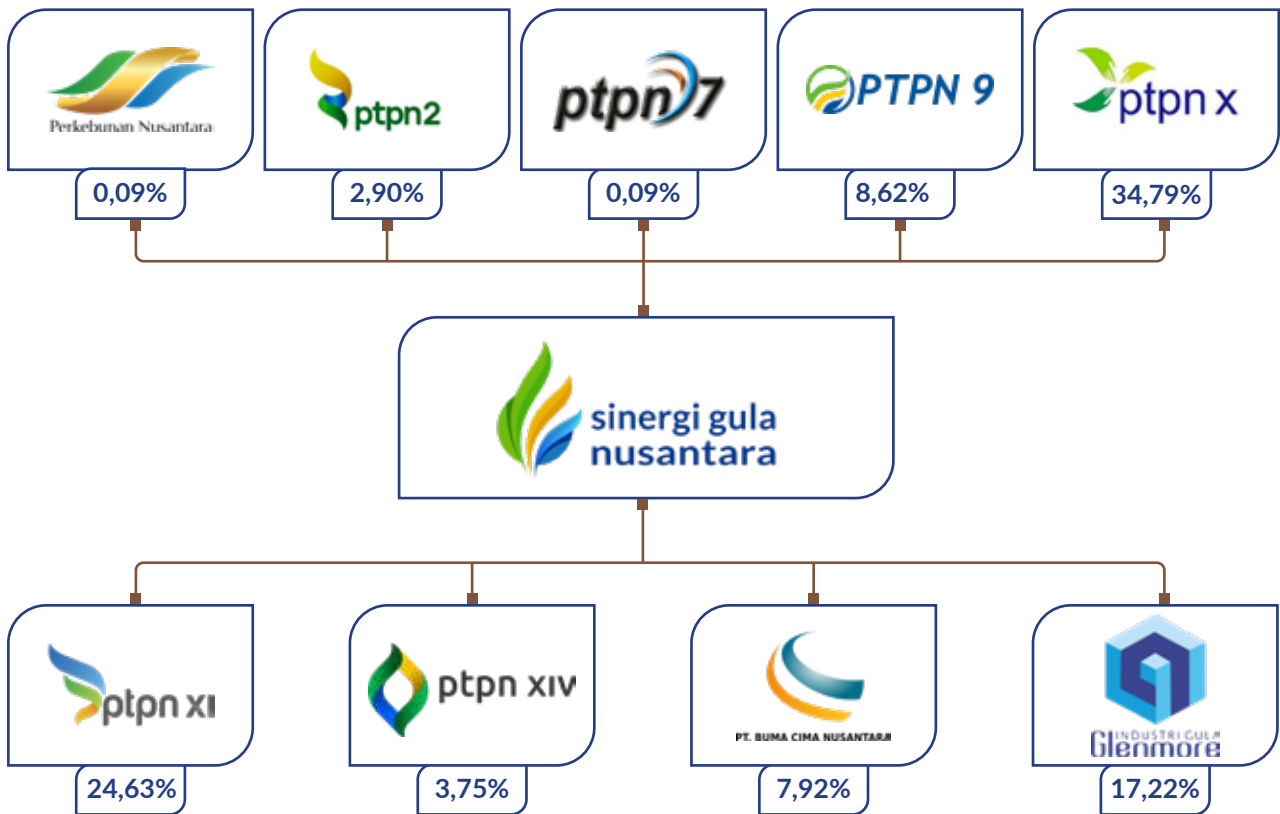 Perkebunan Nusantara
ptpn2
ptpn7
PTPN 9
ptpn x
0,09%
2,90%
0,09%
8,62%
34,79%
sinergi gula
nusantara
ptpn xi
ptpn xiv
PT. BUMA CIMA NUSANTARA
INDUSTRI GULA
Glenmore
24,63%
3,75%
7,92%
17,22%